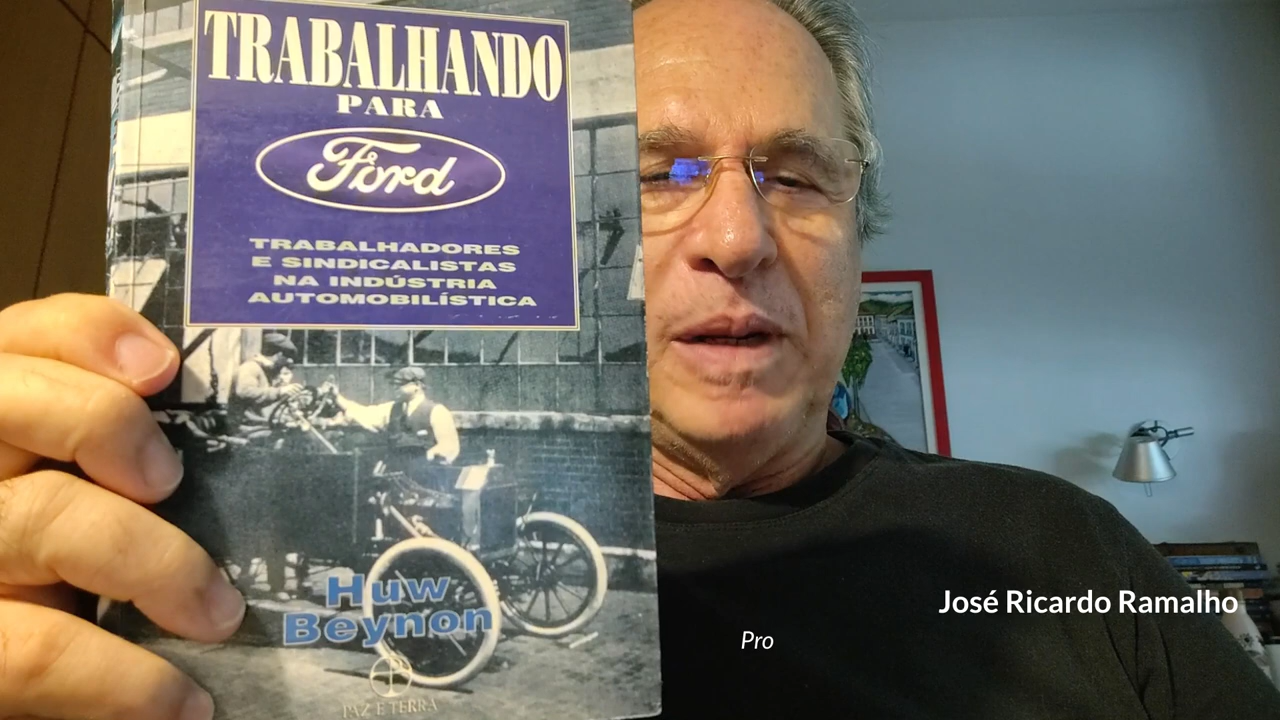 TRABALHANDO
PARA
Ford
TRABALHADORES
E SINDICALISTAS
NA INDÚSTRIA
AUTOMOBILÍSTICA
Huw
Beynon
PAZ E TERRA
José Ricardo Ramalho
Pro